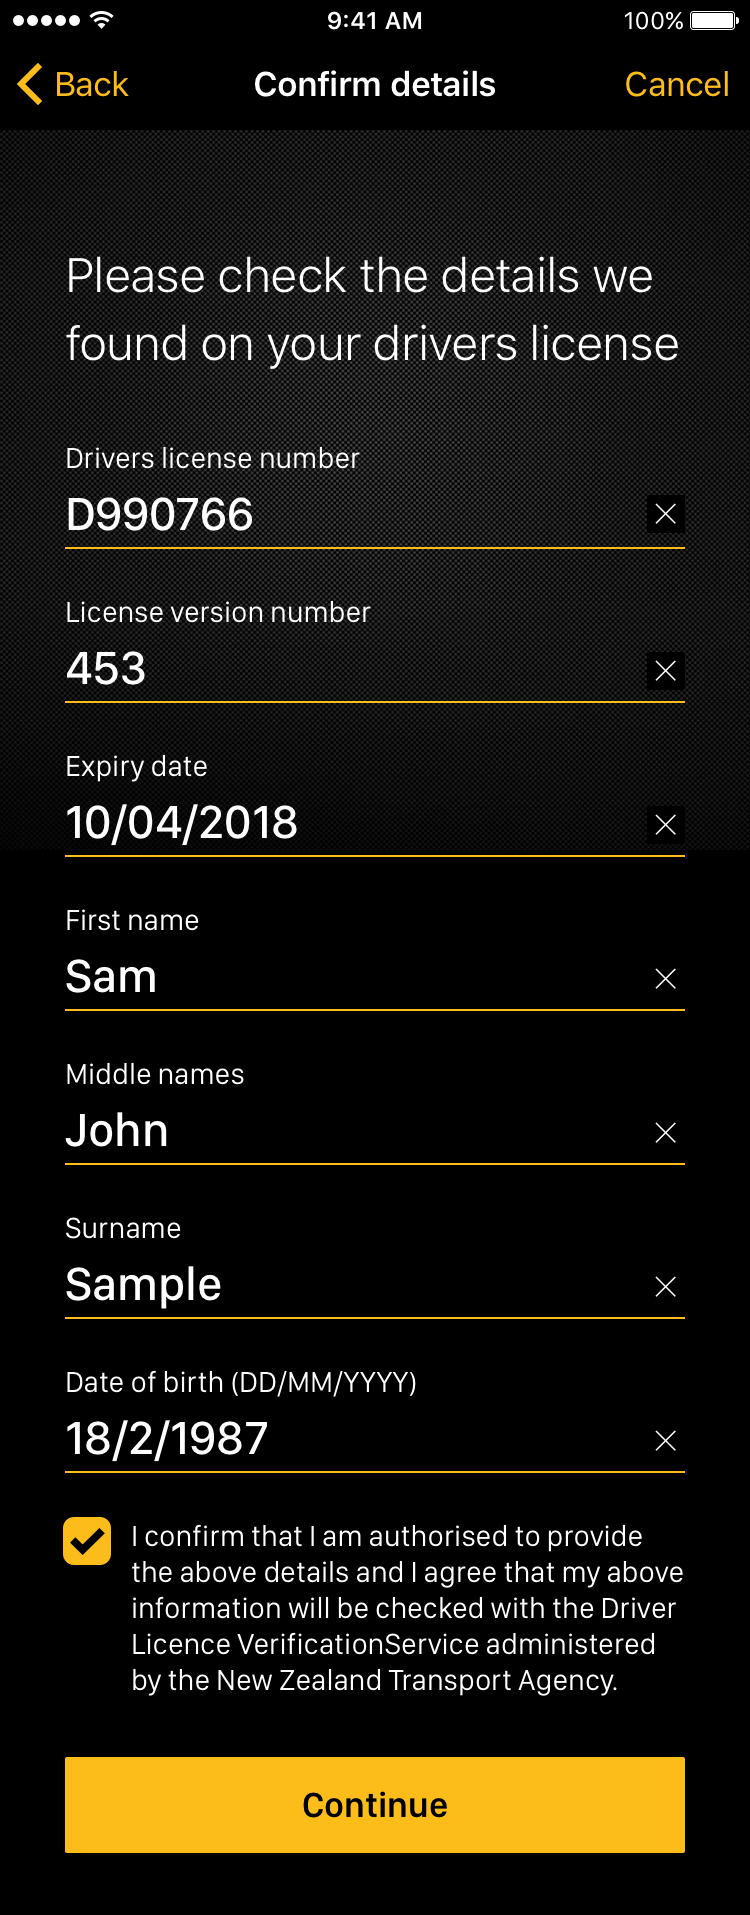 9:41 AM
100%
Back
Confirm details
Cancel
Please check the details we
found on your drivers license
Drivers license number
D990766
License version number
453
Expiry date
10/04/2018
First name
Sam
Middle names
John
Surname
Sample
Date of birth (DD/MM/YYYY)
18/2/1987
I confirm that I am authorised to provide
the above details and I agree that my above
information will be checked with the Driver
Licence VerificationService administered
by the New Zealand Transport Agency.
Continue